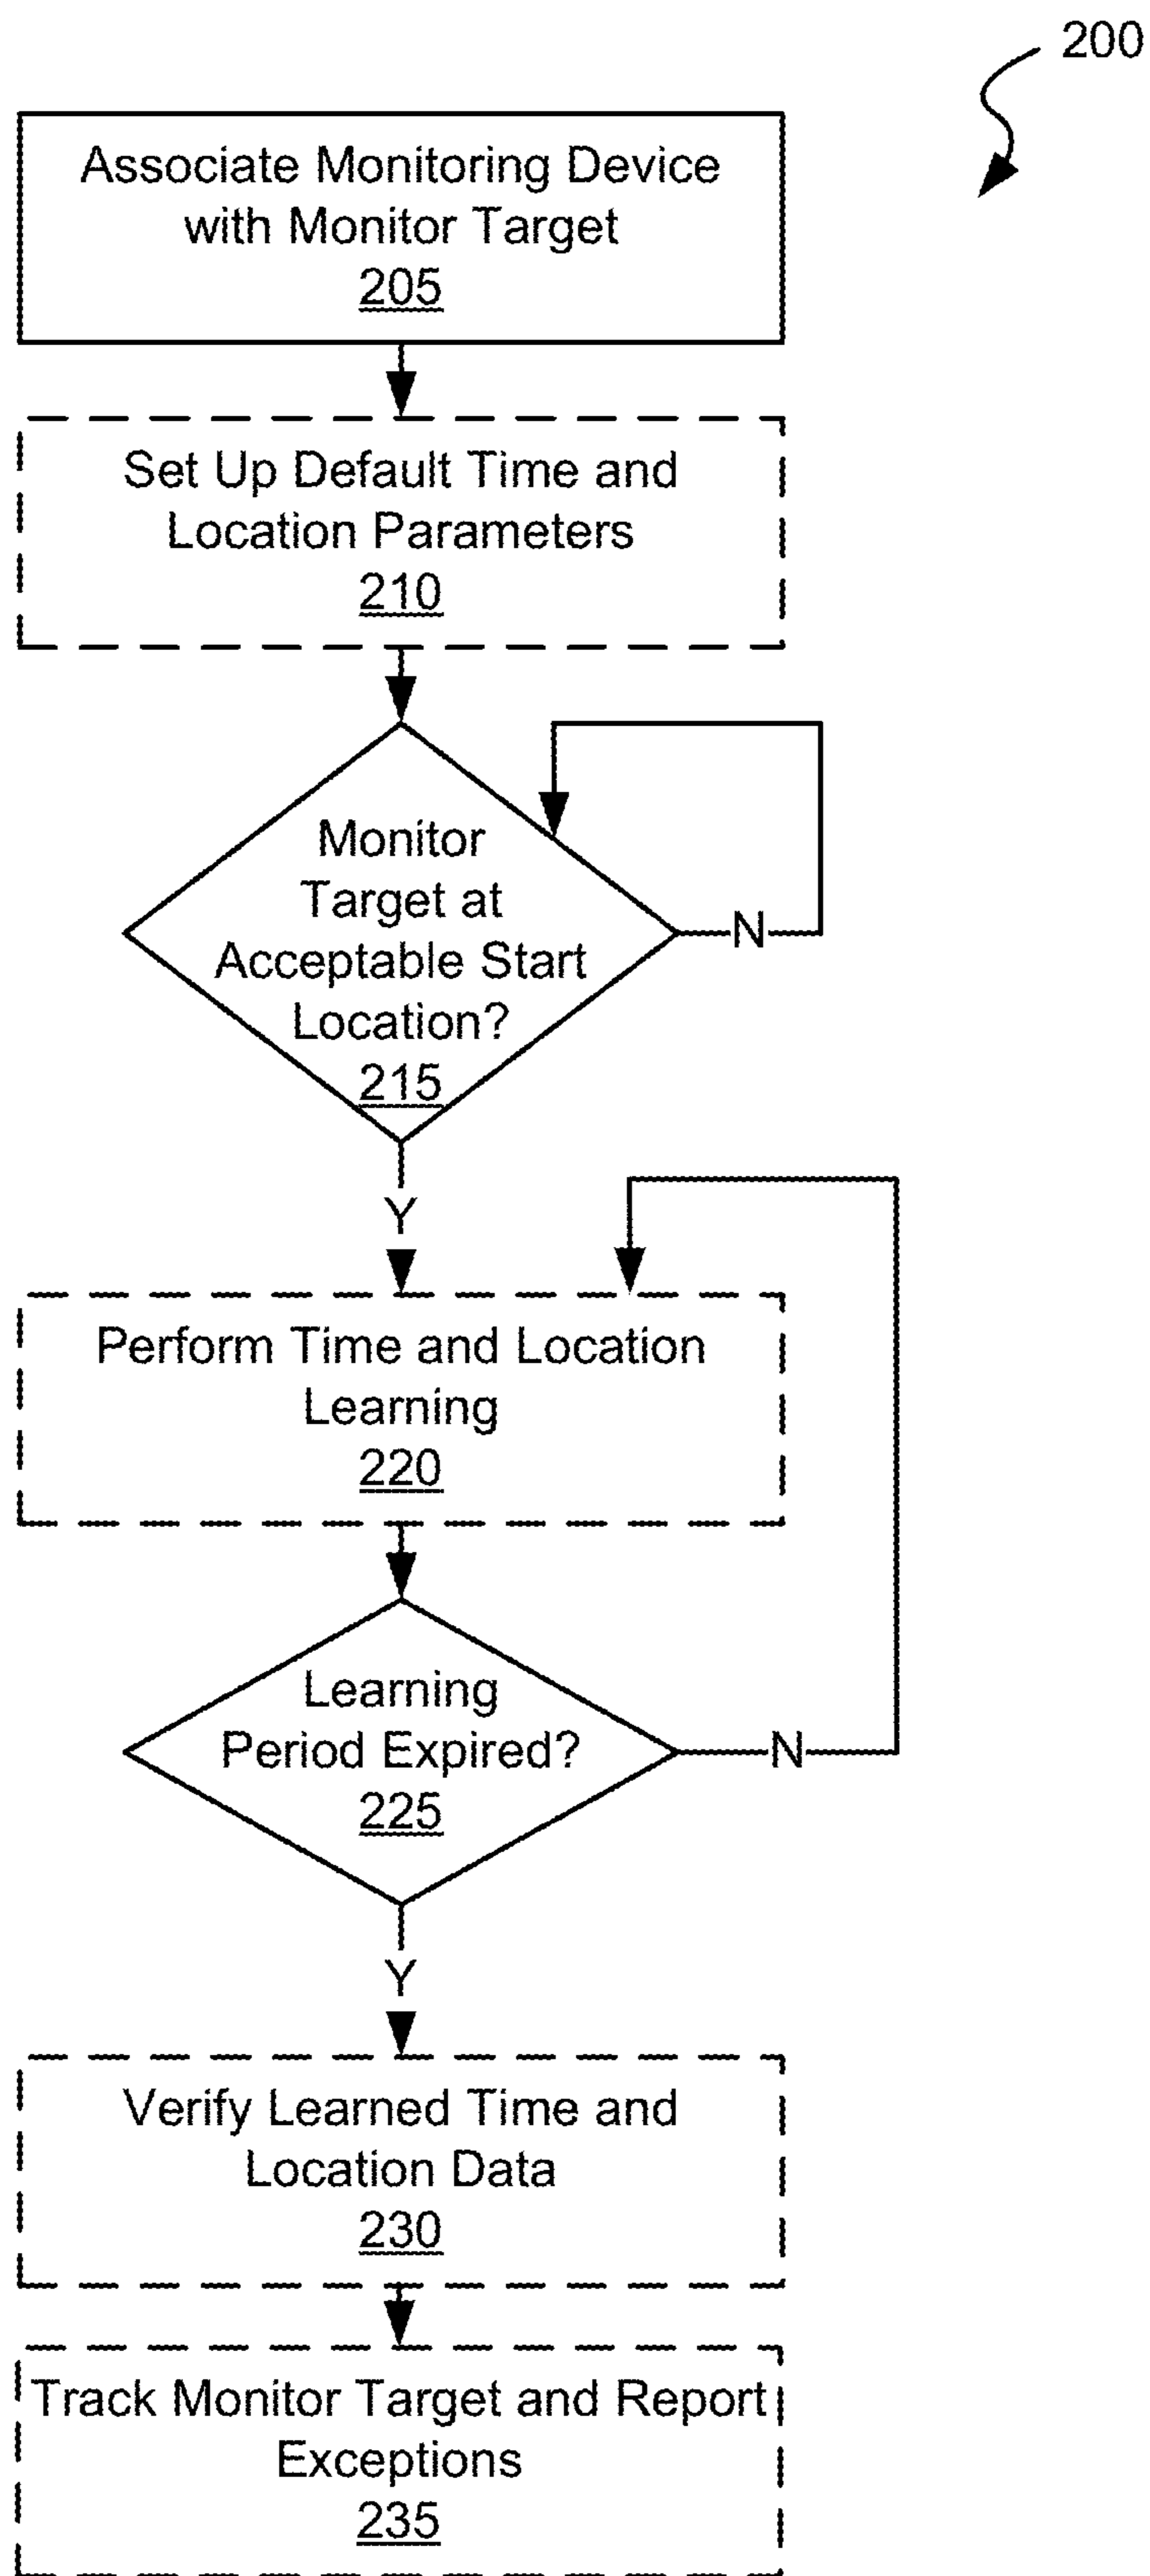 200
Associate Monitoring Device
with Monitor Target
205
Set Up Default Time and
Location Parameters
210
Monitor
Target at
Acceptable Start
Location?
215
N
Y
Perform Time and Location
Learning
220
Learning
Period Expired?
225
N
Y
Verify Learned Time and
Location Data
230
Track Monitor Target and Report
Exceptions
235